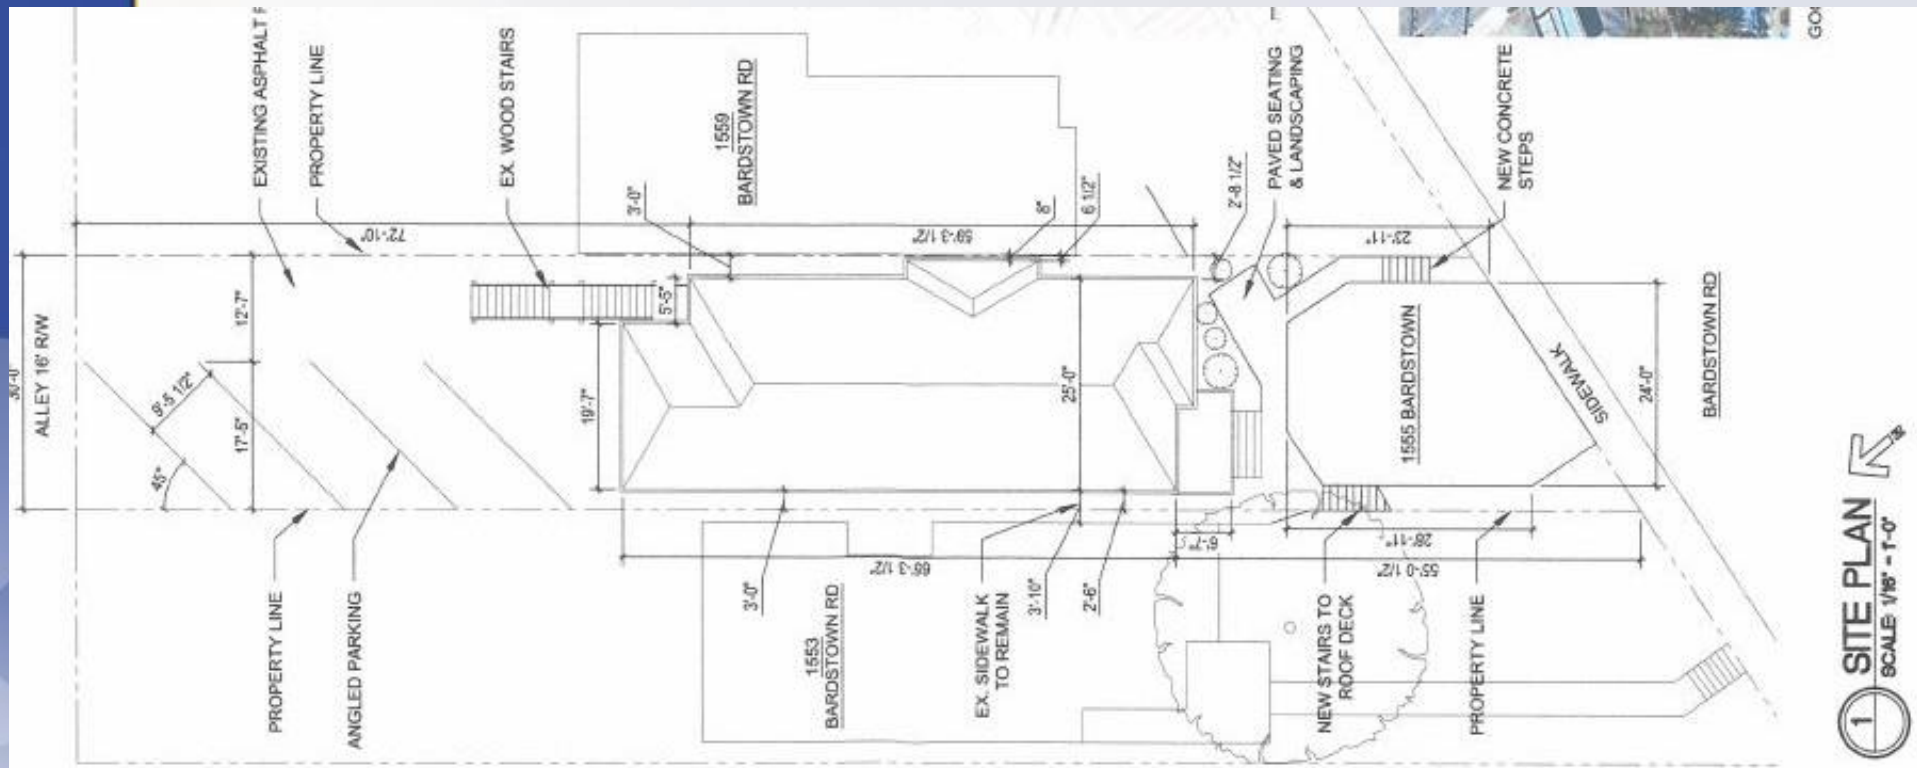 EXISTING ASPHALT
PROPERTY LINE
EX. WOOD STAIRS
1559
BARDSTOWN RD
PAVED SEATING
& LANDSCAPING
NEW CONCRETE
STEPS
3'-0"
8"
6 1/2"
2'-8 1/2"
72'-10"
59'-3 1/2"
23'-11"
ALLEY 16' R/W
12'-7"
17'-5"
9'-5 1/2"
45°
5'-5"
19'-7"
25'-0"
1555 BARDSTOWN
SIDEWALK
24'-0"
BARDSTOWN RD
6'-7"
28'-11"
66'-3 1/2"
55'-0 1/2"
PROPERTY LINE
ANGLED PARKING
3'-0"
1553
BARDSTOWN RD
EX. SIDEWALK
TO REMAIN
3'-10"
2'-6"
NEW STAIRS TO
ROOF DECK
PROPERTY LINE
1
SITE PLAN
SCALE: 1/16" = 1'-0"